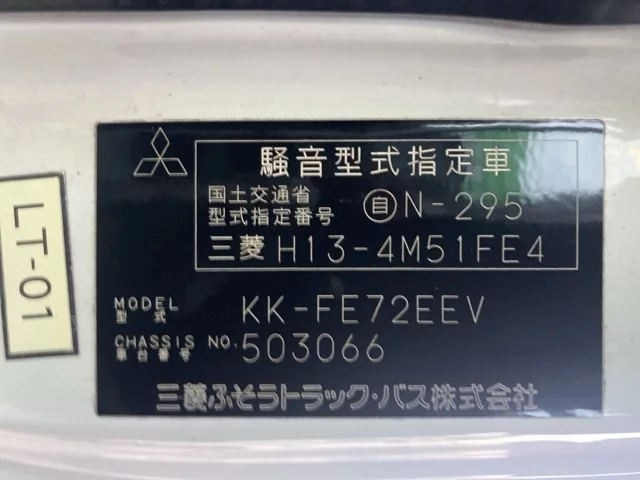 騒音型式指定車
国土交通省
型式指定番号 自N-295
三菱 H13-4M51FE4
MODEL
型式 KK-FE72EEV
CHASSIS NO.
車台番号 503066
三菱ふそうトラック・バス株式会社
LT-01